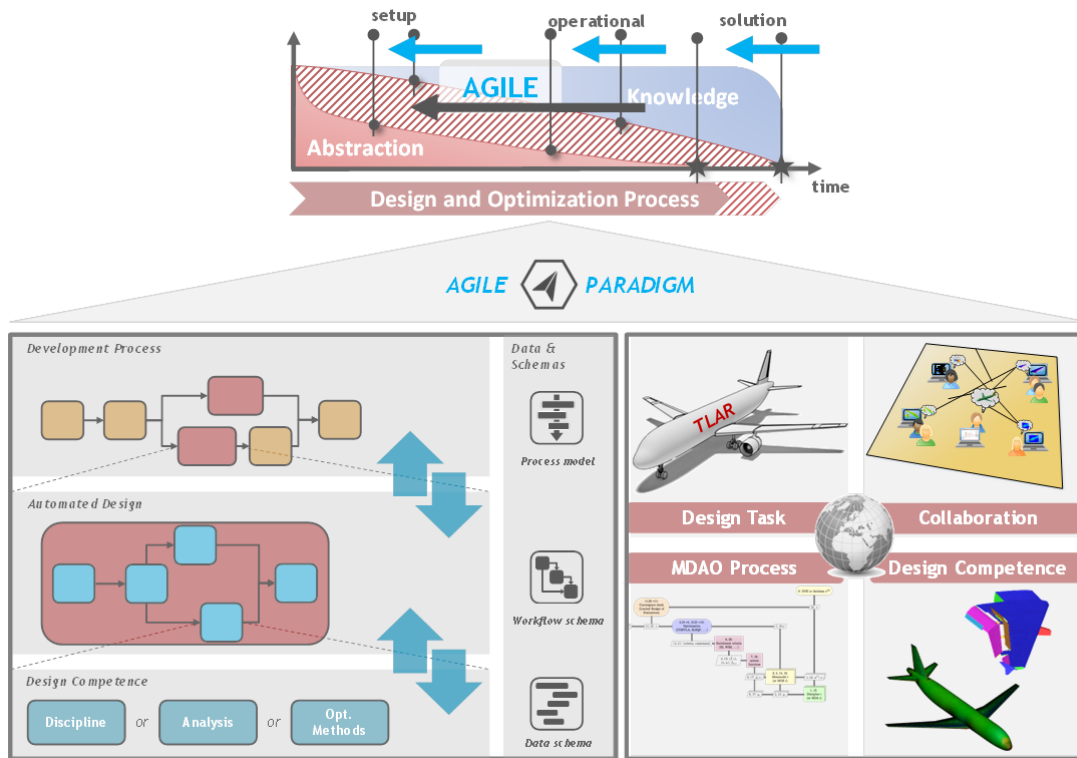 setup
operational
solution
AGILE
Knowledge
Abstraction
time
Design and Optimization Process
AGILE
PARADIGM
Development Process
Data &
Schemas
Process model
Automated Design
Workflow schema
Design Competence
Discipline
or
Analysis
or
Opt.
Methods
Data schema
TLAR
Design Task
Collaboration
MDAO Process
Design Competence